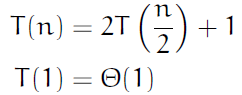 T(n) = 2T(n/2) + 1
T(1) = Θ(1)